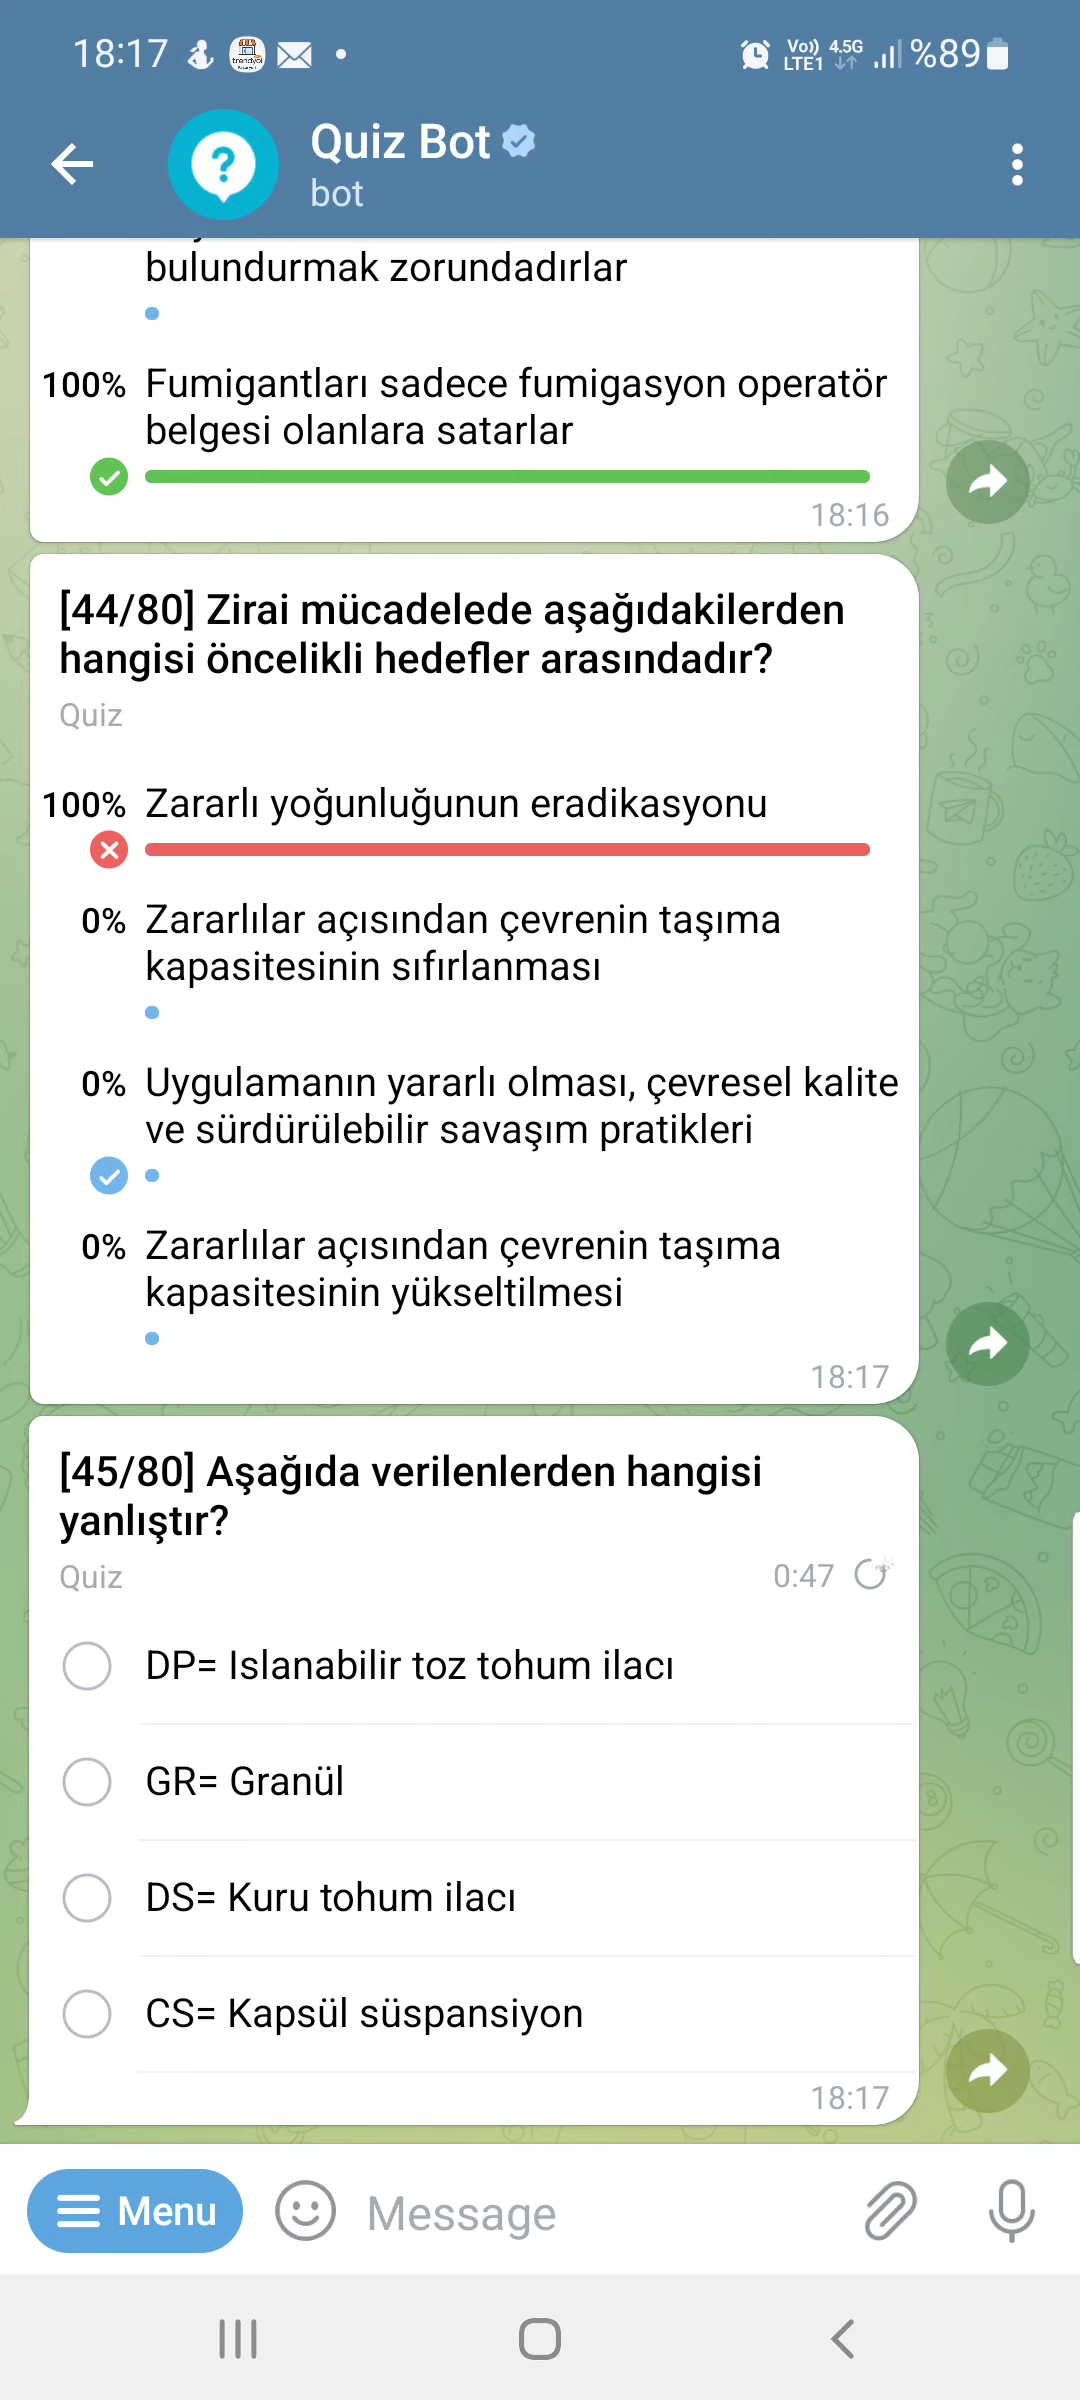 18:17
trendyol
Vo)) 4.5G
LTE1
%89
Quiz Bot
bot
bulundurmak zorundadırlar
100% Fumigantları sadece fumigasyon operatör
belgesi olanlara satarlar
18:16
[44/80] Zirai mücadelede aşağıdakilerden
hangisi öncelikli hedefler arasındadır?
Quiz
100% Zararlı yoğunluğunun eradikasyonu
0% Zararlılar açısından çevrenin taşıma
kapasitesinin sıfırlanması
0% Uygulamanın yararlı olması, çevresel kalite
ve sürdürülebilir savaşım pratikleri
0% Zararlılar açısından çevrenin taşıma
kapasitesinin yükseltilmesi
18:17
[45/80] Aşağıda verilenlerden hangisi
yanlıştır?
Quiz
0:47
DP= Islanabilir toz tohum ilacı
GR= Granül
DS= Kuru tohum ilacı
CS= Kapsül süspansiyon
18:17
Menu
Message